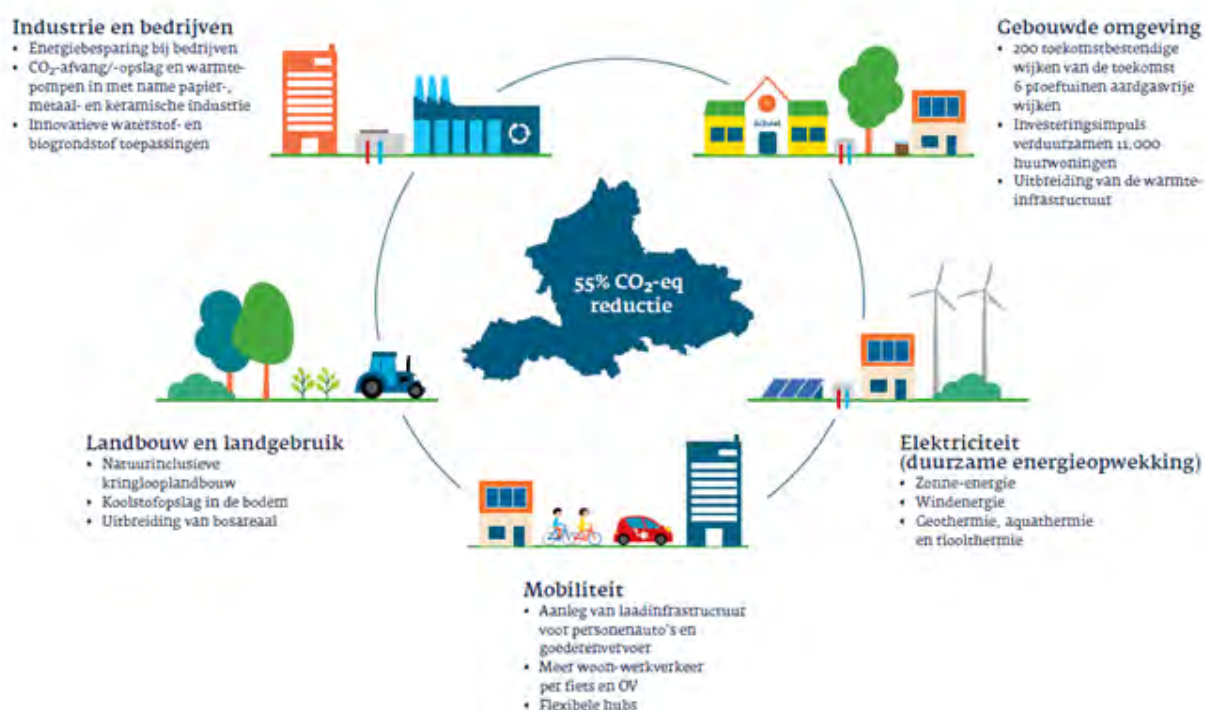 Industrie en bedrijven
• Energiebesparing bij bedrijven
• CO₂-afvang/-opslag en warmte-
pompen in met name papier-,
metaal- en keramische industrie
• Innovatieve waterstof- en
biogrondstof toepassingen
Gebouwde omgeving
• 200 toekomstbestendige
wijken van de toekomst
6 proeftuinen aardgasvrije
wijken
• Investeringsimpuls
verduurzamen 11.000
huurwoningen
• Uitbreiding van de warmte-
infrastructuur
School
55% CO₂-eq
reductie
Landbouw en landgebruik
• Natuurinclusieve
kringlooplandbouw
• Koolstofopslag in de bodem
• Uitbreiding van bosareaal
Elektriciteit
(duurzame energieopwekking)
• Zonne-energie
• Windenergie
• Geothermie, aquathermie
en rioolthermie
Mobiliteit
• Aanleg van laadinfrastructuur
voor personenauto's en
goederenvervoer
• Meer woon-werkverkeer
per fiets en OV
• Flexibele hubs